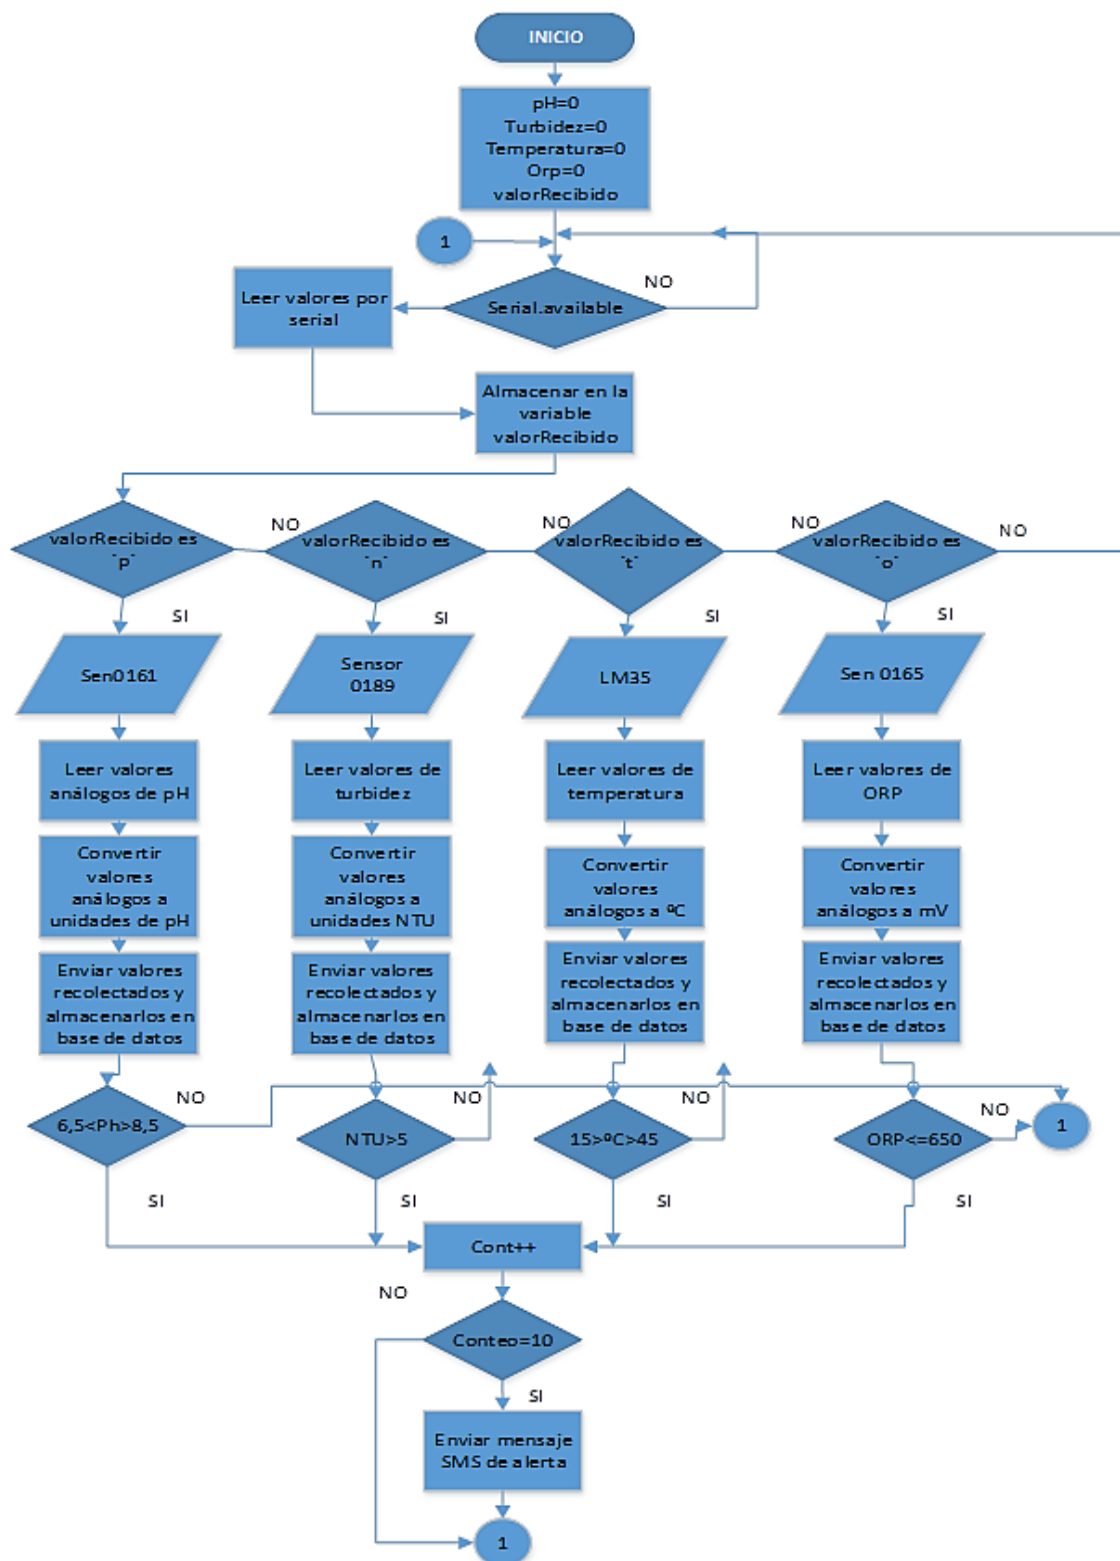 INICIO
pH=0
Turbidez=0
Temperatura=0
Orp=0
valorRecibido
1
NO
Serial.available
Leer valores por
serial
Almacenar en la
variable
valorRecibido
valorRecibido es
´p´
NO
valorRecibido es
´n´
NO
valorRecibido es
´t´
NO
valorRecibido es
´o´
NO
SI
SI
SI
SI
Sen0161
Sensor
0189
LM35
Sen 0165
Leer valores
análogos de pH
Leer valores de
turbidez
Leer valores de
temperatura
Leer valores de
ORP
Convertir
valores
análogos a
unidades de pH
Convertir
valores
análogos a
unidades NTU
Convertir
valores
análogos a ºC
Convertir
valores
análogos a mV
Enviar valores
recolectados y
almacenarlos en
base de datos
Enviar valores
recolectados y
almacenarlos en
base de datos
Enviar valores
recolectados y
almacenarlos en
base de datos
Enviar valores
recolectados y
almacenarlos en
base de datos
6,5<Ph>8,5
NO
NTU>5
NO
15>ºC>45
NO
ORP<=650
NO
1
SI
SI
SI
SI
Cont++
NO
Conteo=10
SI
Enviar mensaje
SMS de alerta
1